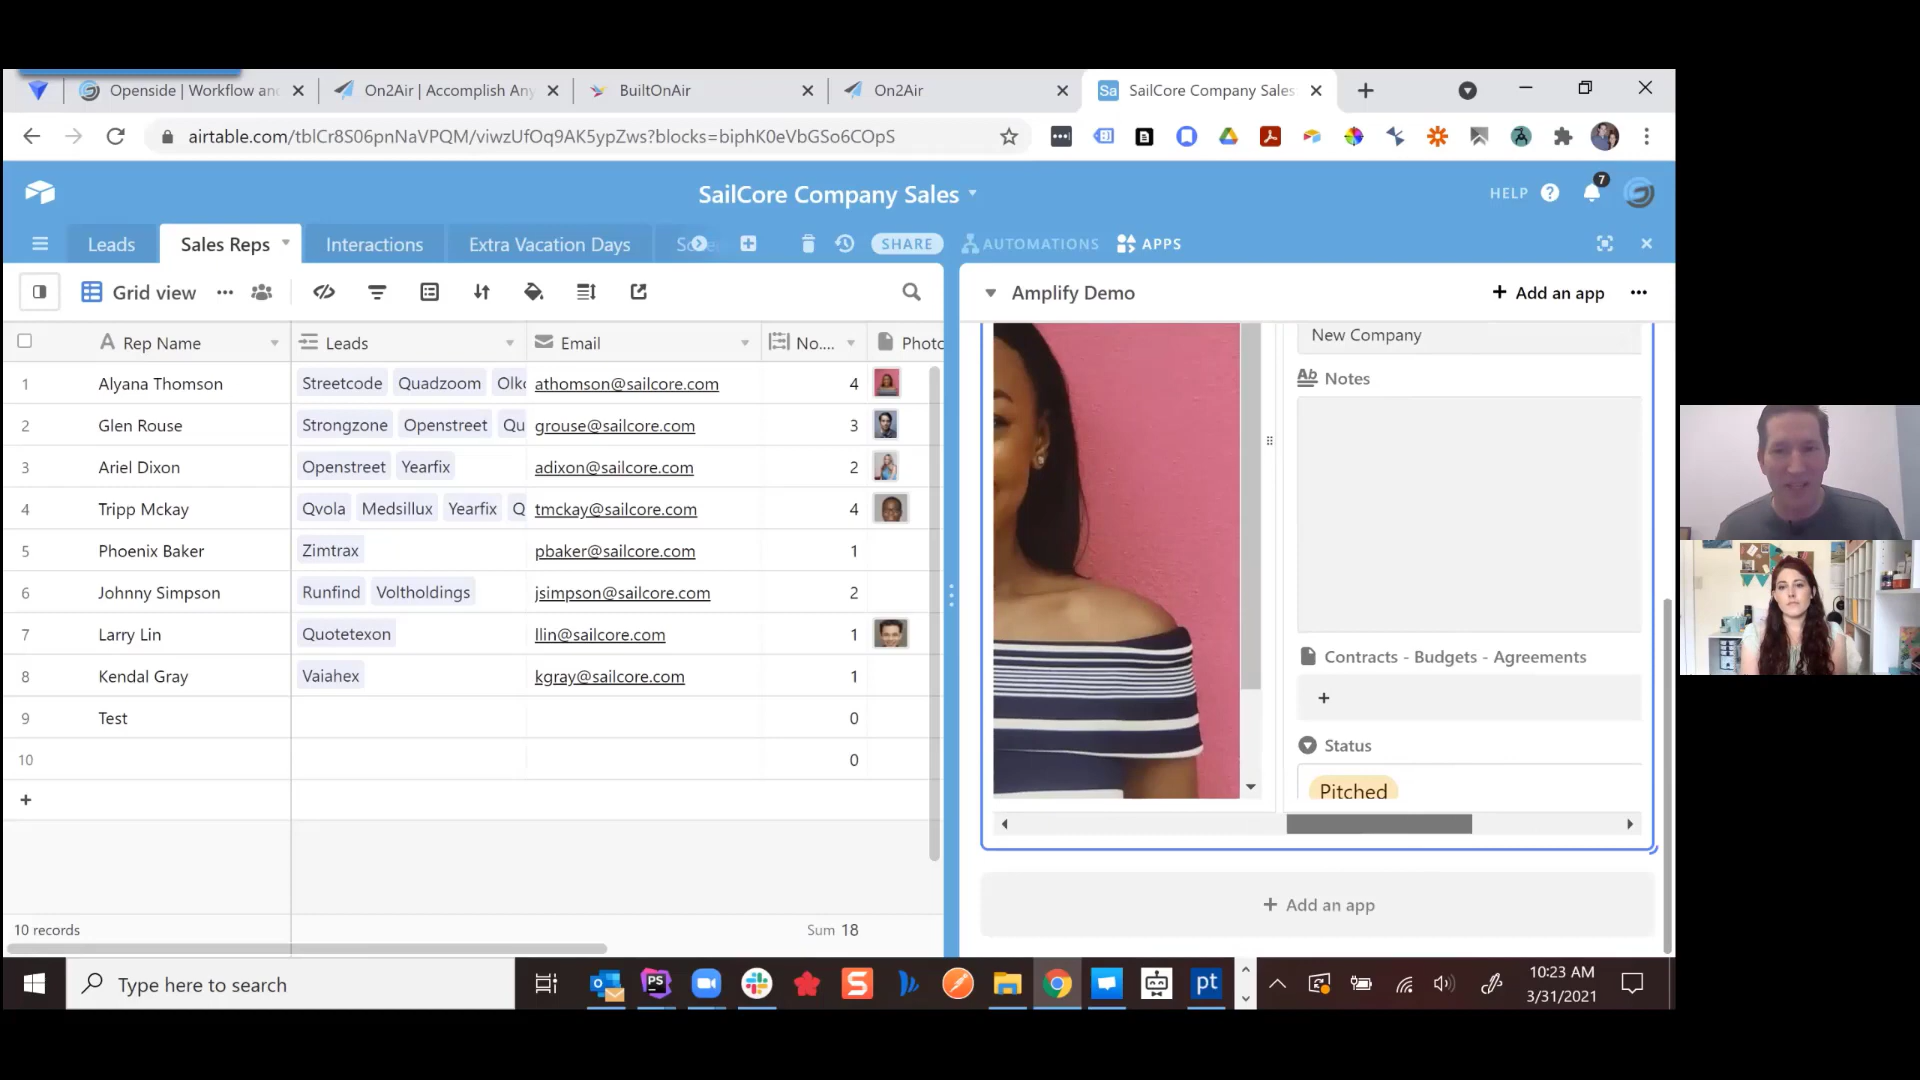 Openside | Workflow an
On2Air | Accomplish Any
BuiltOnAir
On2Air
Sa SailCore Company Sales
airtable.com/tblCr8S06pnNaVPQM/viwzUfOq9AK5ypZws?blocks=biphK0eVbGSo6COpS
SailCore Company Sales
HELP
7
Leads
Sales Reps
Interactions
Extra Vacation Days
SHARE
AUTOMATIONS
APPS
Grid view
Amplify Demo
+ Add an app
Rep Name
Leads
Email
No....
Photo
1 Alyana Thomson Streetcode Quadzoom Olk athomson@sailcore.com 4
2 Glen Rouse Strongzone Openstreet Qu grouse@sailcore.com 3
3 Ariel Dixon Openstreet Yearfix adixon@sailcore.com 2
4 Tripp Mckay Qvola Medsillux Yearfix Q tmckay@sailcore.com 4
5 Phoenix Baker Zimtrax pbaker@sailcore.com 1
6 Johnny Simpson Runfind Voltholdings jsimpson@sailcore.com 2
7 Larry Lin Quotetexon llin@sailcore.com 1
8 Kendal Gray Vaiahex kgray@sailcore.com 1
9 Test 0
10 0
+
10 records
Sum 18
New Company
Notes
Contracts - Budgets - Agreements
+
Status
Pitched
+ Add an app
Type here to search
PS
S
pt
10:23 AM
3/31/2021